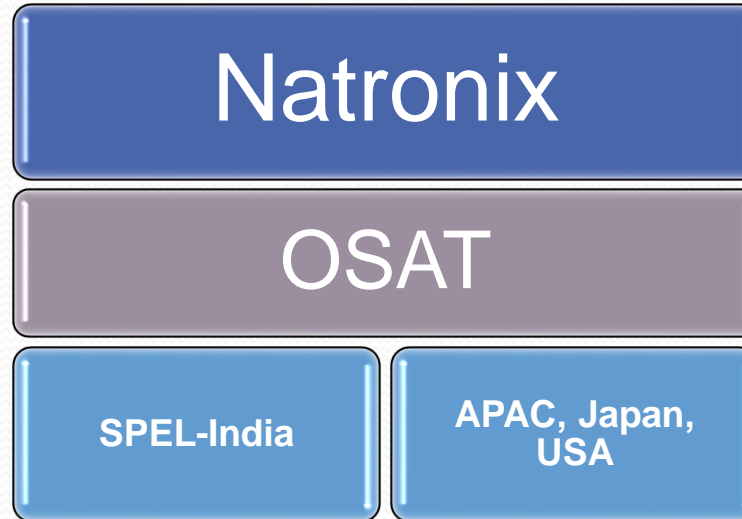 Natronix
OSAT
SPEL-India
APAC, Japan,
USA